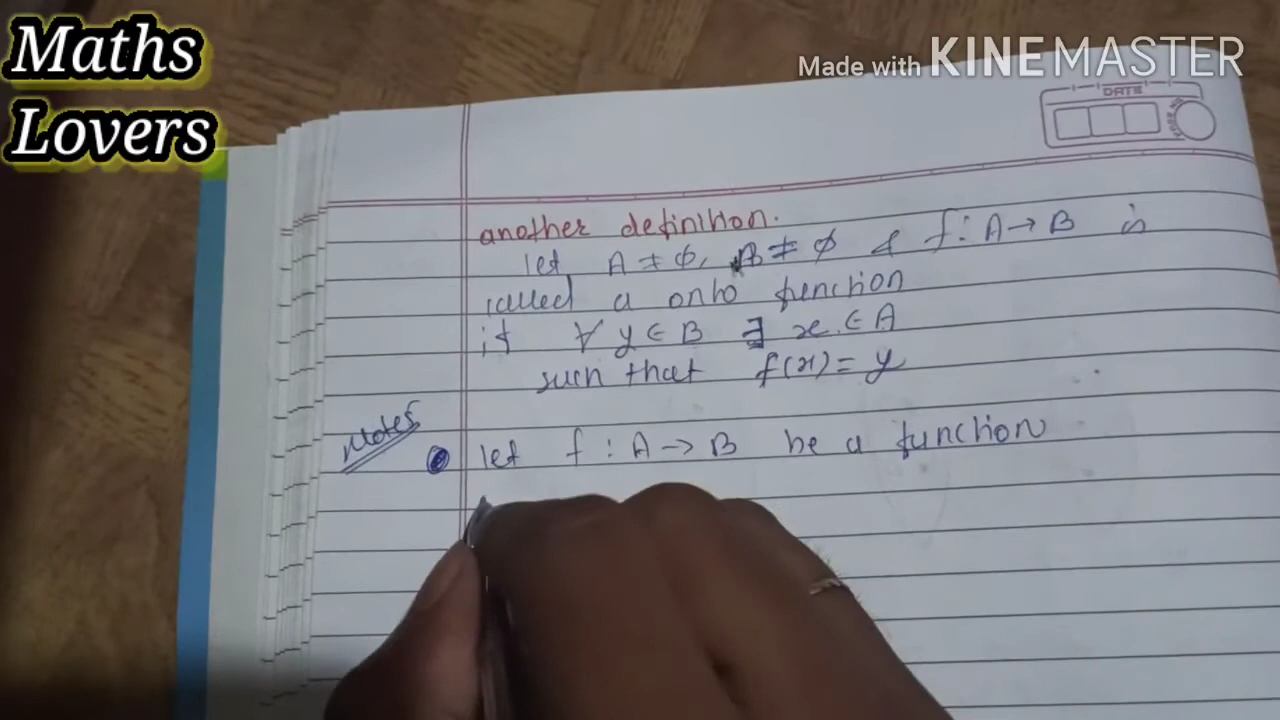 Maths
Lovers
Made with KINEMASTER
DATE
another definition.
let A ≠ ϕ, B ≠ ϕ & f : A → B is
called a onto function
if ∀ y ∈ B ∃ x ∈ A
such that f(x) = y
Notes
let f : A → B be a function